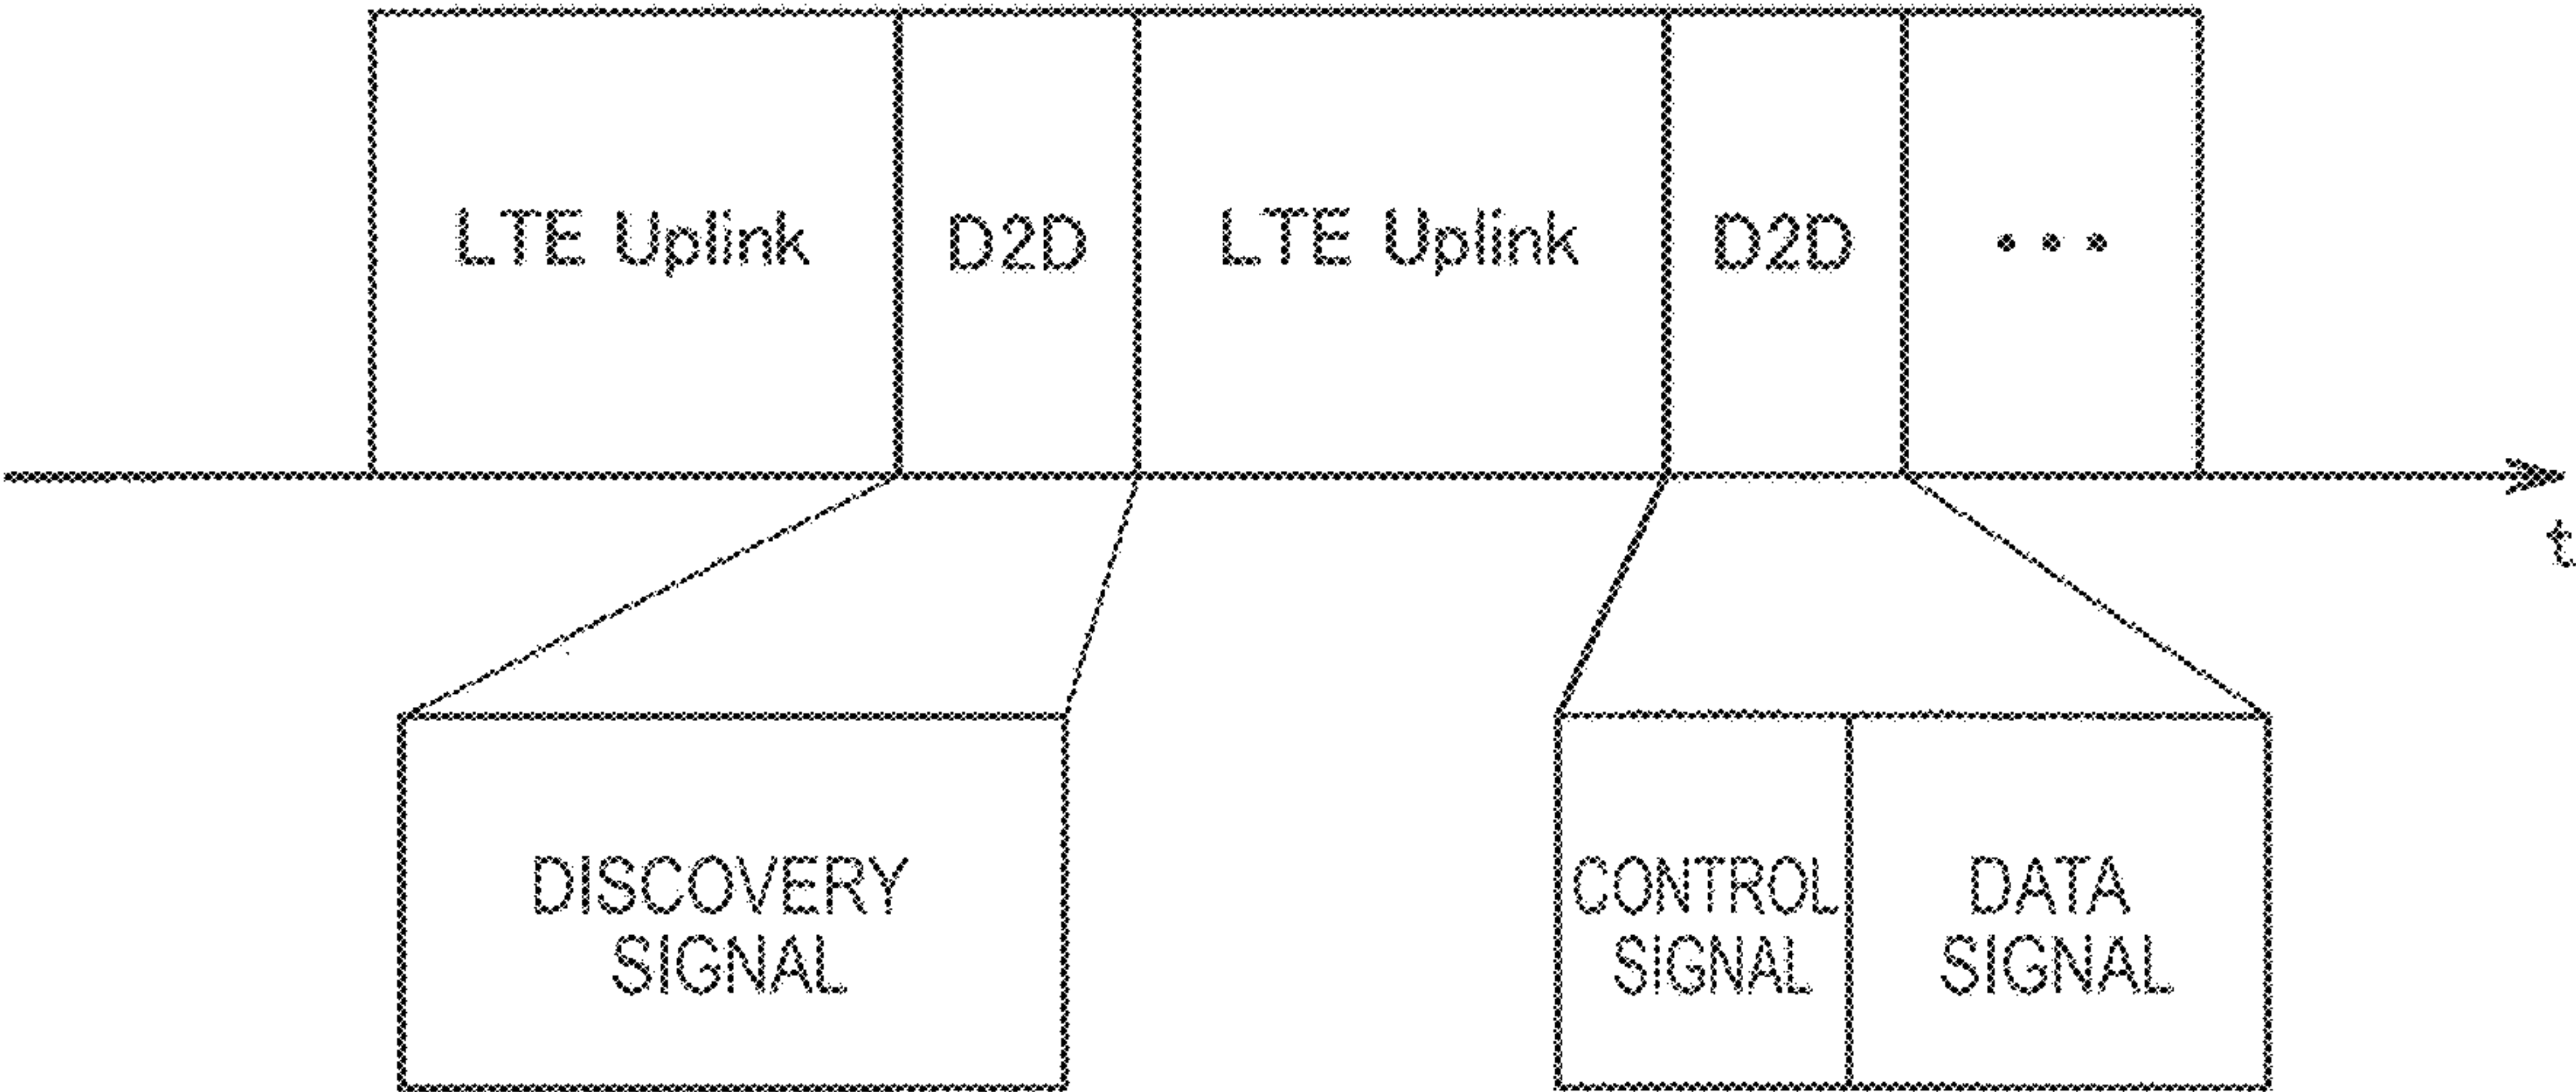 LTE Uplink
D2D
LTE Uplink
D2D
...
t
DISCOVERY
SIGNAL
CONTROL
SIGNAL
DATA
SIGNAL